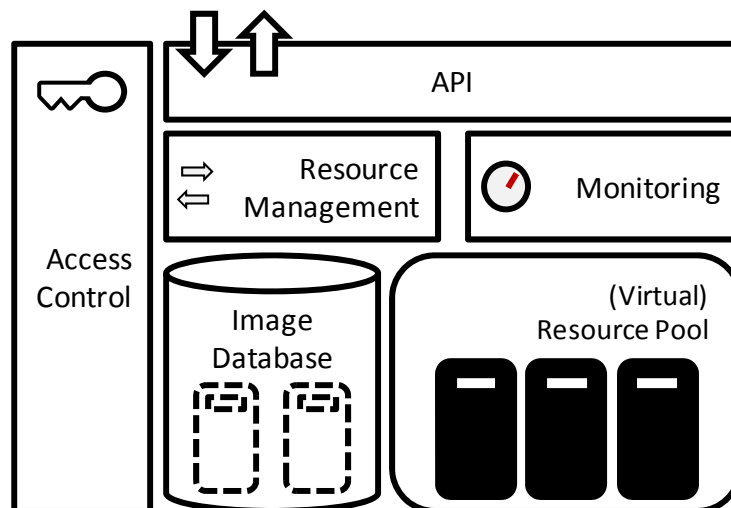 API
Resource
Management
Monitoring
Access
Control
Image
Database
(Virtual)
Resource Pool